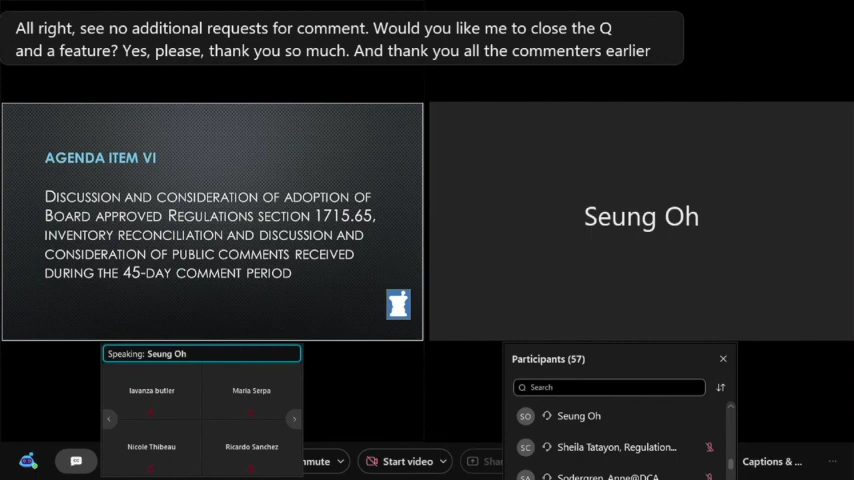 All right, see no additional requests for comment. Would you like me to close the Q
and a feature? Yes, please, thank you so much. And thank you all the commenters earlier
AGENDA ITEM VI
DISCUSSION AND CONSIDERATION OF ADOPTION OF
BOARD APPROVED REGULATIONS SECTION 1715.65,
INVENTORY RECONCILIATION AND DISCUSSION AND
CONSIDERATION OF PUBLIC COMMENTS RECEIVED
DURING THE 45-DAY COMMENT PERIOD
Seung Oh
Speaking: Seung Oh
lavanza butler
Maria Serpa
Nicole Thibeau
Ricardo Sanchez
Participants (57)
Search
SO Seung Oh
SC Sheila Tatayon, Regulation...
SA Sodergren, Anne@DCA
mute
Start video
Shar
Captions & ...